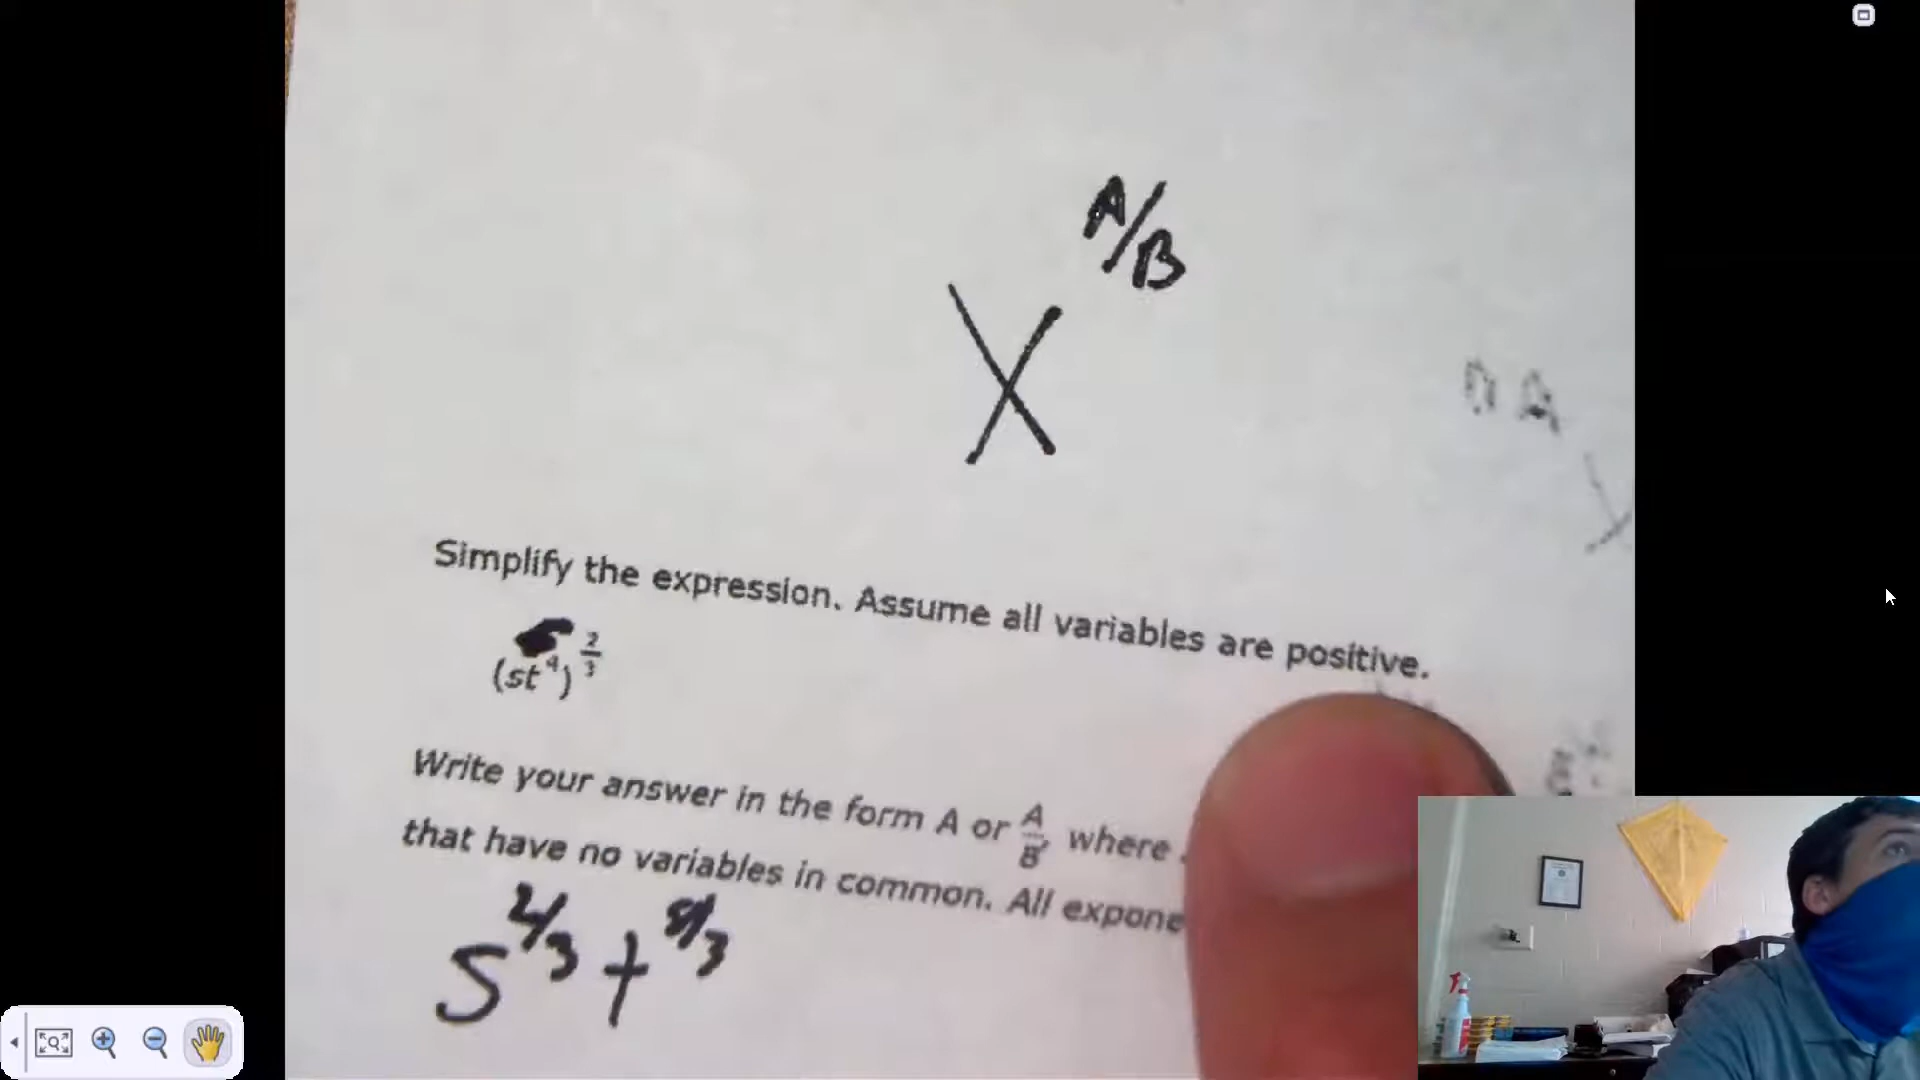 A/B
X
Simplify the expression. Assume all variables are positive.
(st⁴)^(2/3)
Write your answer in the form A or A/B, where
that have no variables in common. All expone
s^(2/3) t^(8/3)